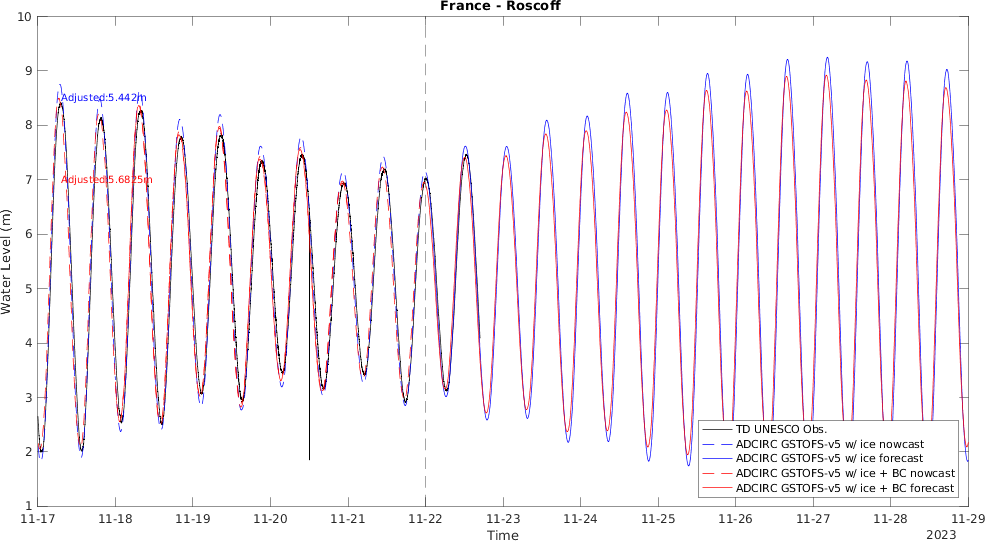 France - Roscoff
10
9
8
7
6
5
4
3
2
1
Water Level (m)
Adjusted:5.442m
Adjusted:5.6825m
TD UNESCO Obs.
ADCIRC GSTOFS-v5 w/ ice nowcast
ADCIRC GSTOFS-v5 w/ ice forecast
ADCIRC GSTOFS-v5 w/ ice + BC nowcast
ADCIRC GSTOFS-v5 w/ ice + BC forecast
11-17 11-18 11-19 11-20 11-21 11-22 11-23 11-24 11-25 11-26 11-27 11-28 11-29
Time
2023